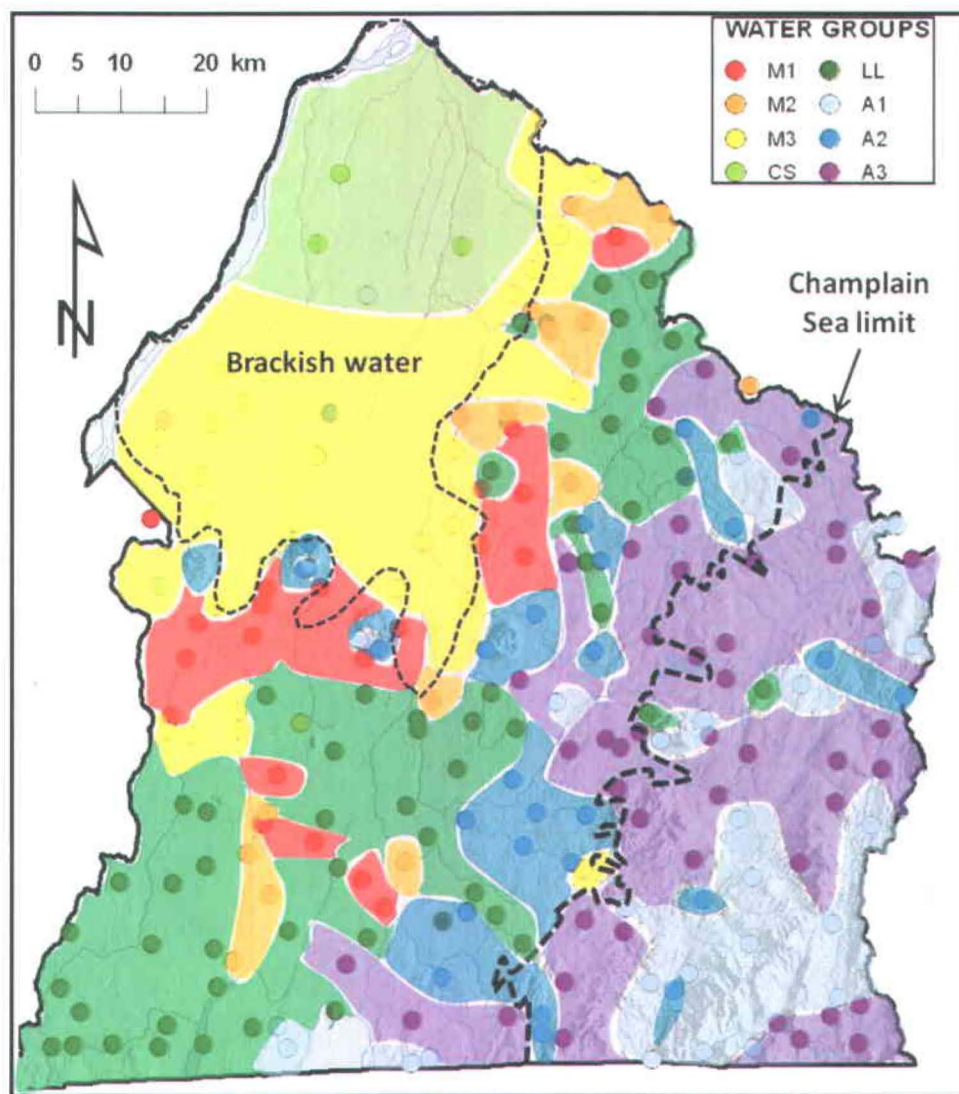 WATER GROUPS
0 5 10 20 km
M1 LL
M2 A1
M3 A2
CS A3
N
Champlain
Sea limit
Brackish water